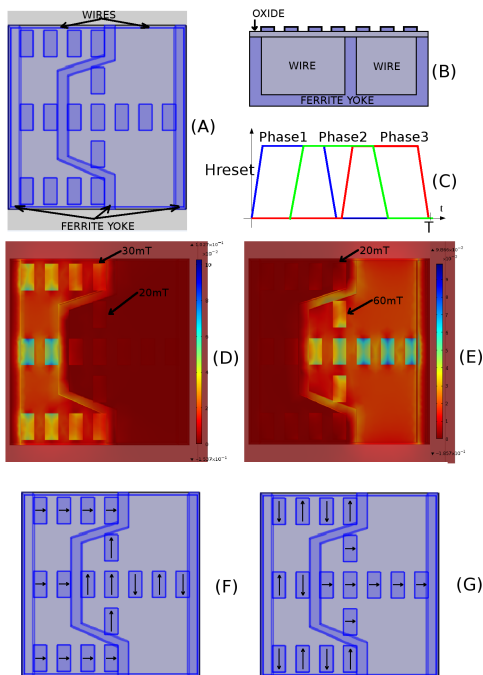 WIRES
(A)
FERRITE YOKE
OXIDE
WIRE WIRE
(B)
FERRITE YOKE
Phase1 Phase2 Phase3
Hreset
(C)
T
30mT
20mT
(D)
20mT
60mT
(E)
(F)
(G)